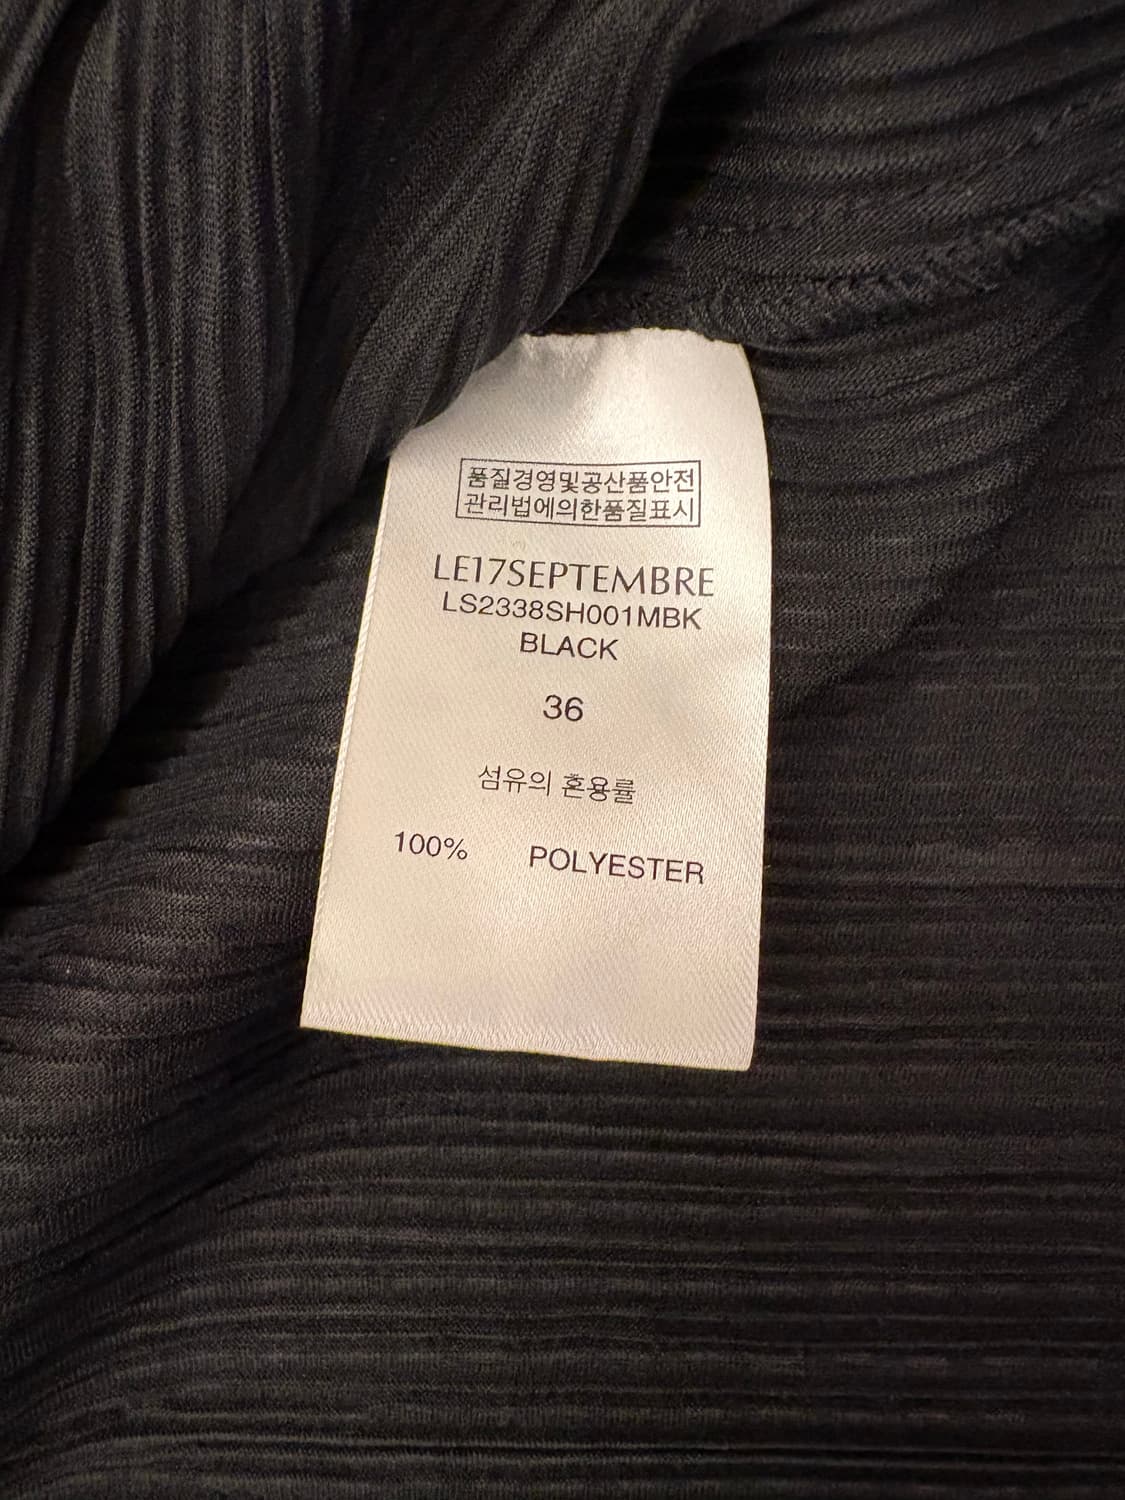 품질경영및공산품안전
관리법에의한품질표시
LE17SEPTEMBRE
LS2338SH001MBK
BLACK
36
섬유의 혼용률
100% POLYESTER